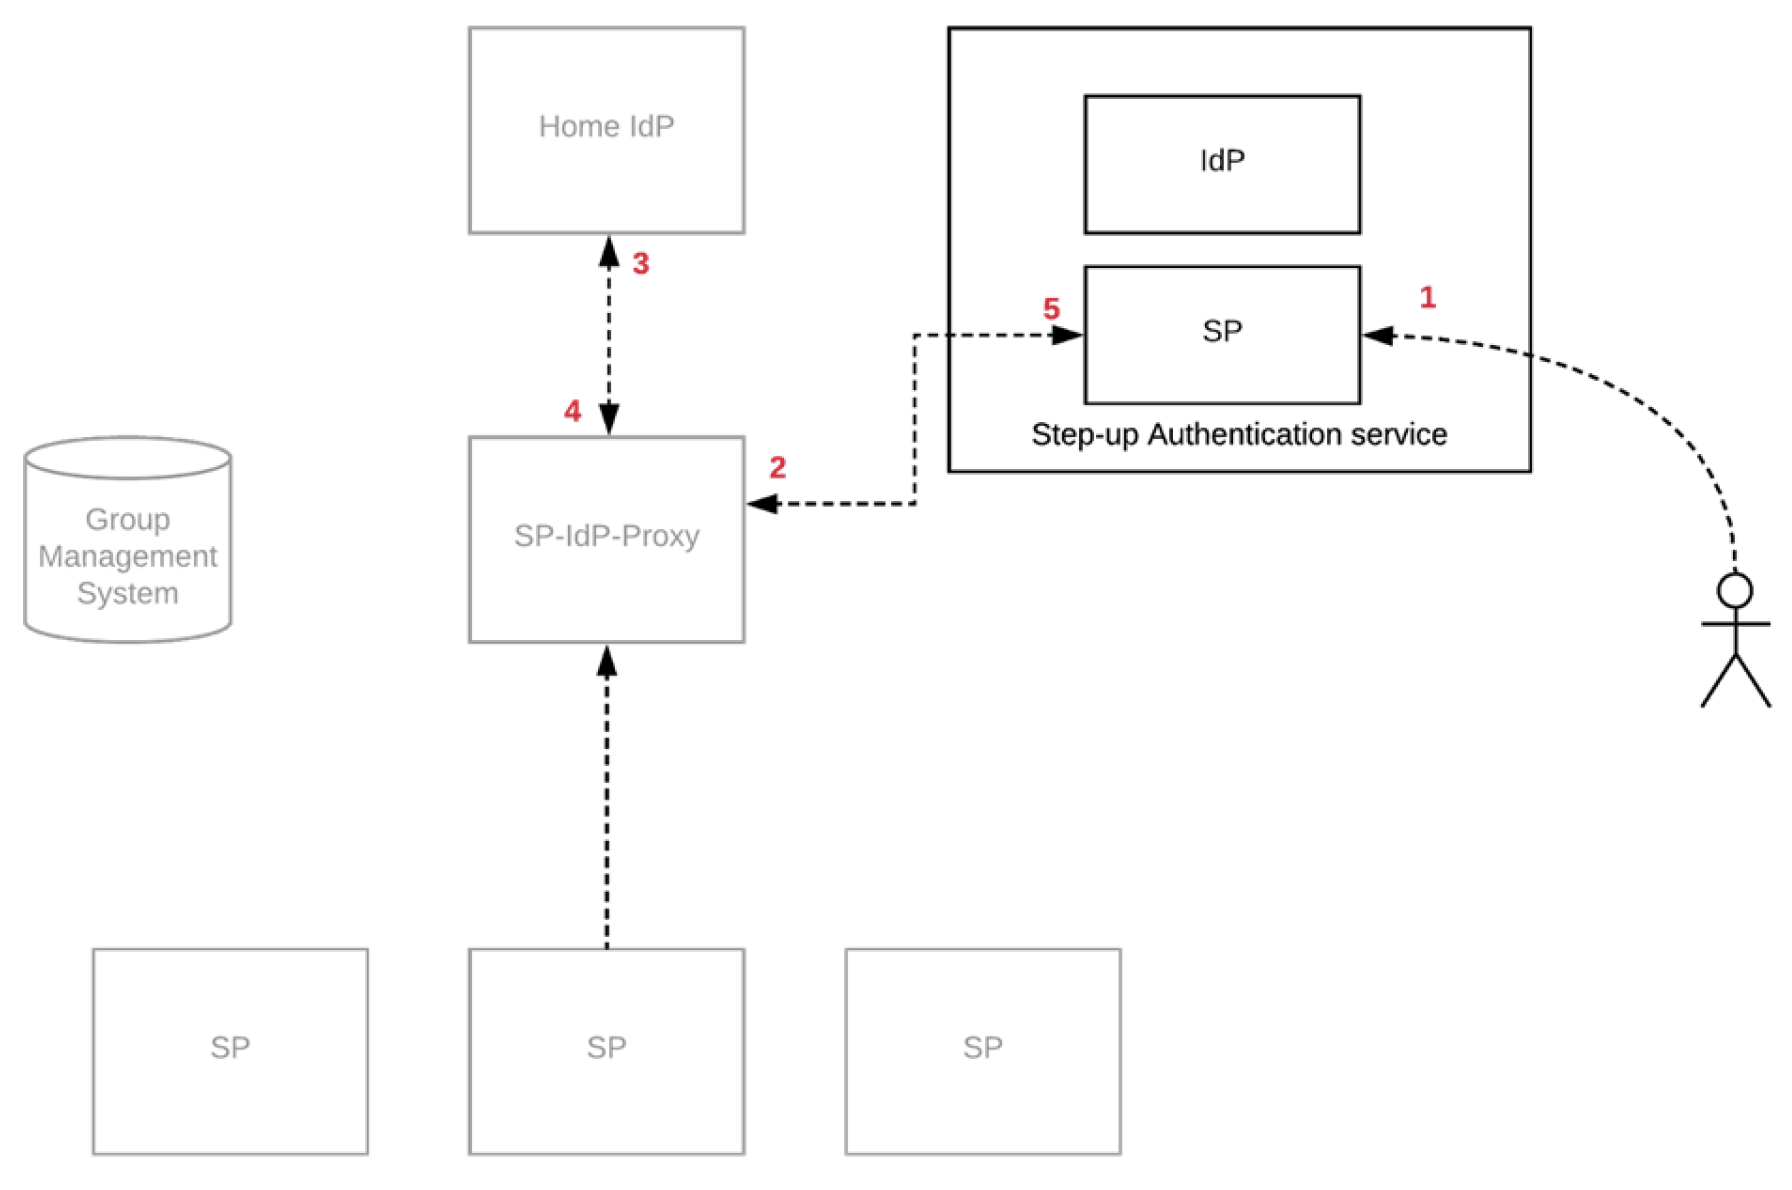 Home IdP
IdP
3
1
5
SP
4
Step-up Authentication service
2
Group
Management
System
SP-IdP-Proxy
SP
SP
SP